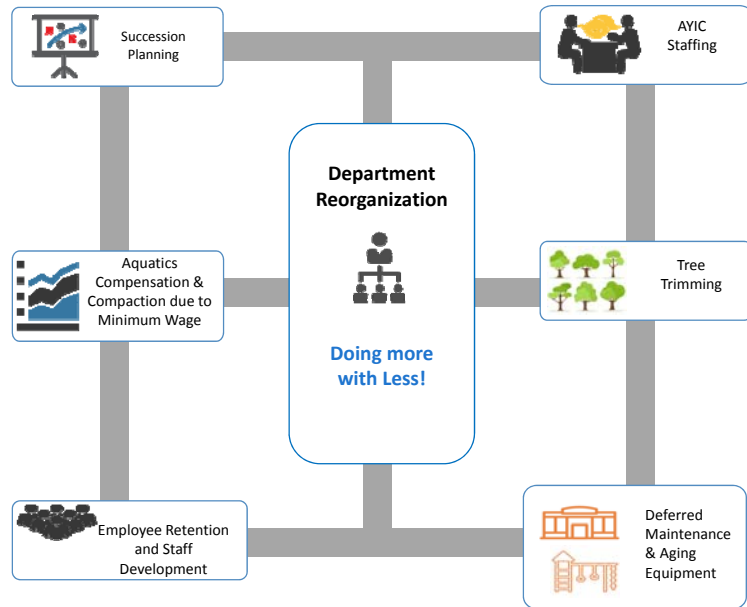 Succession
Planning
AYIC
Staffing
Department
Reorganization
Doing more
with Less!
Aquatics
Compensation &
Compaction due to
Minimum Wage
Tree
Trimming
Employee Retention
and Staff
Development
Deferred
Maintenance
& Aging
Equipment